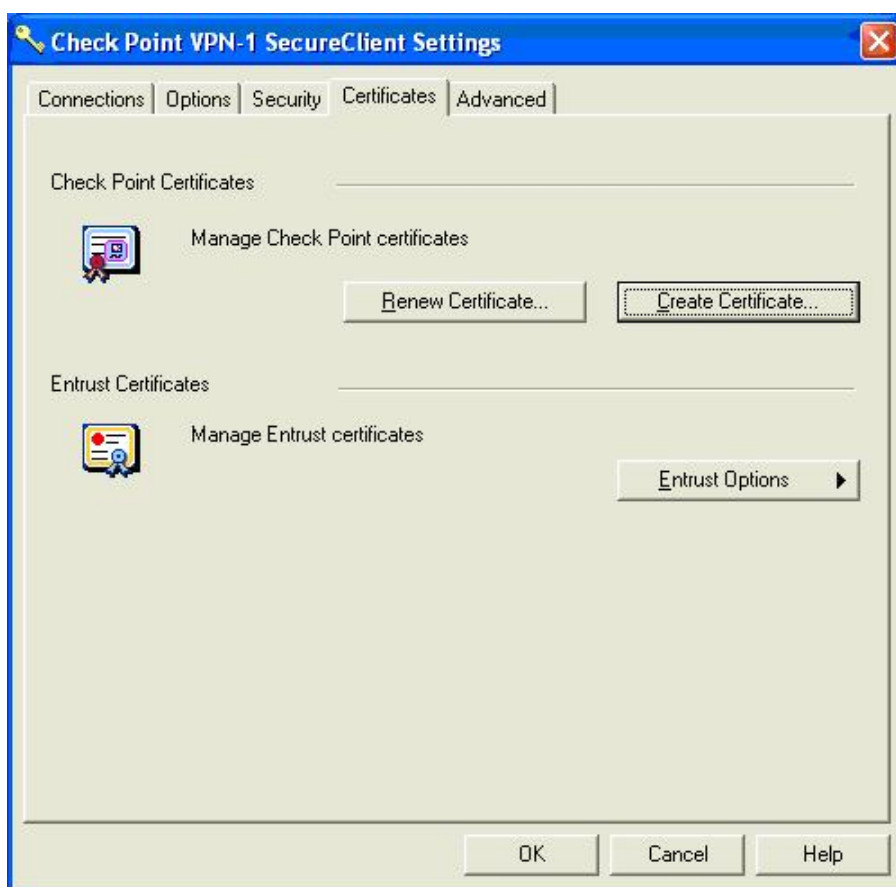 Check Point VPN-1 SecureClient Settings
Connections Options Security Certificates Advanced
Check Point Certificates
Manage Check Point certificates
Renew Certificate... Create Certificate...
Entrust Certificates
Manage Entrust certificates
Entrust Options
OK Cancel Help